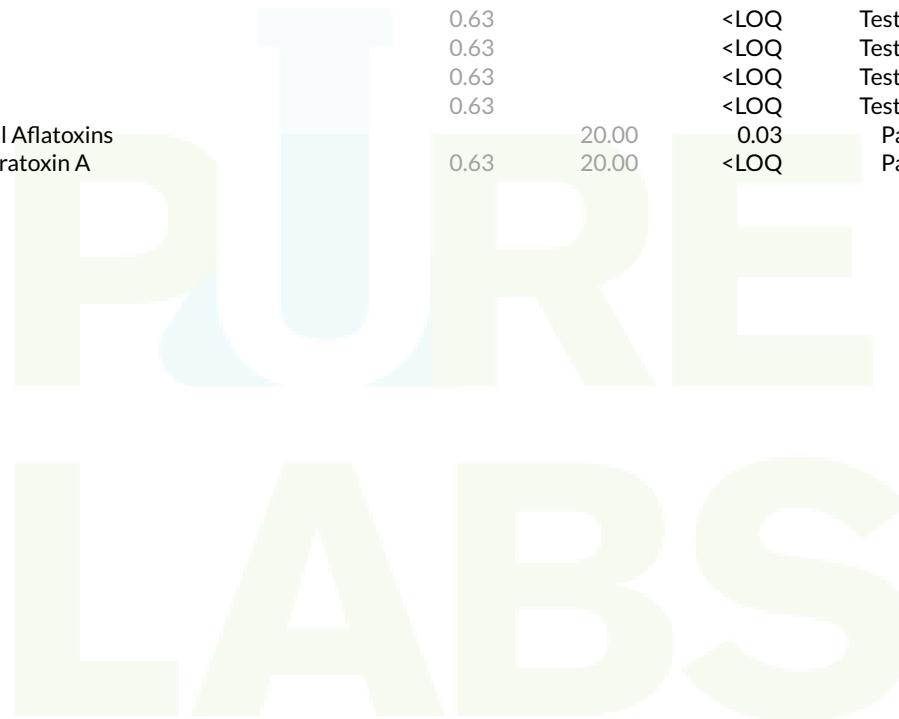 0.63 <LOQ Test
0.63 <LOQ Test
0.63 <LOQ Test
0.63 <LOQ Test
l Aflatoxins 20.00 0.03 Pa
ratoxin A 0.63 20.00 <LOQ Pa
PURE
LABS